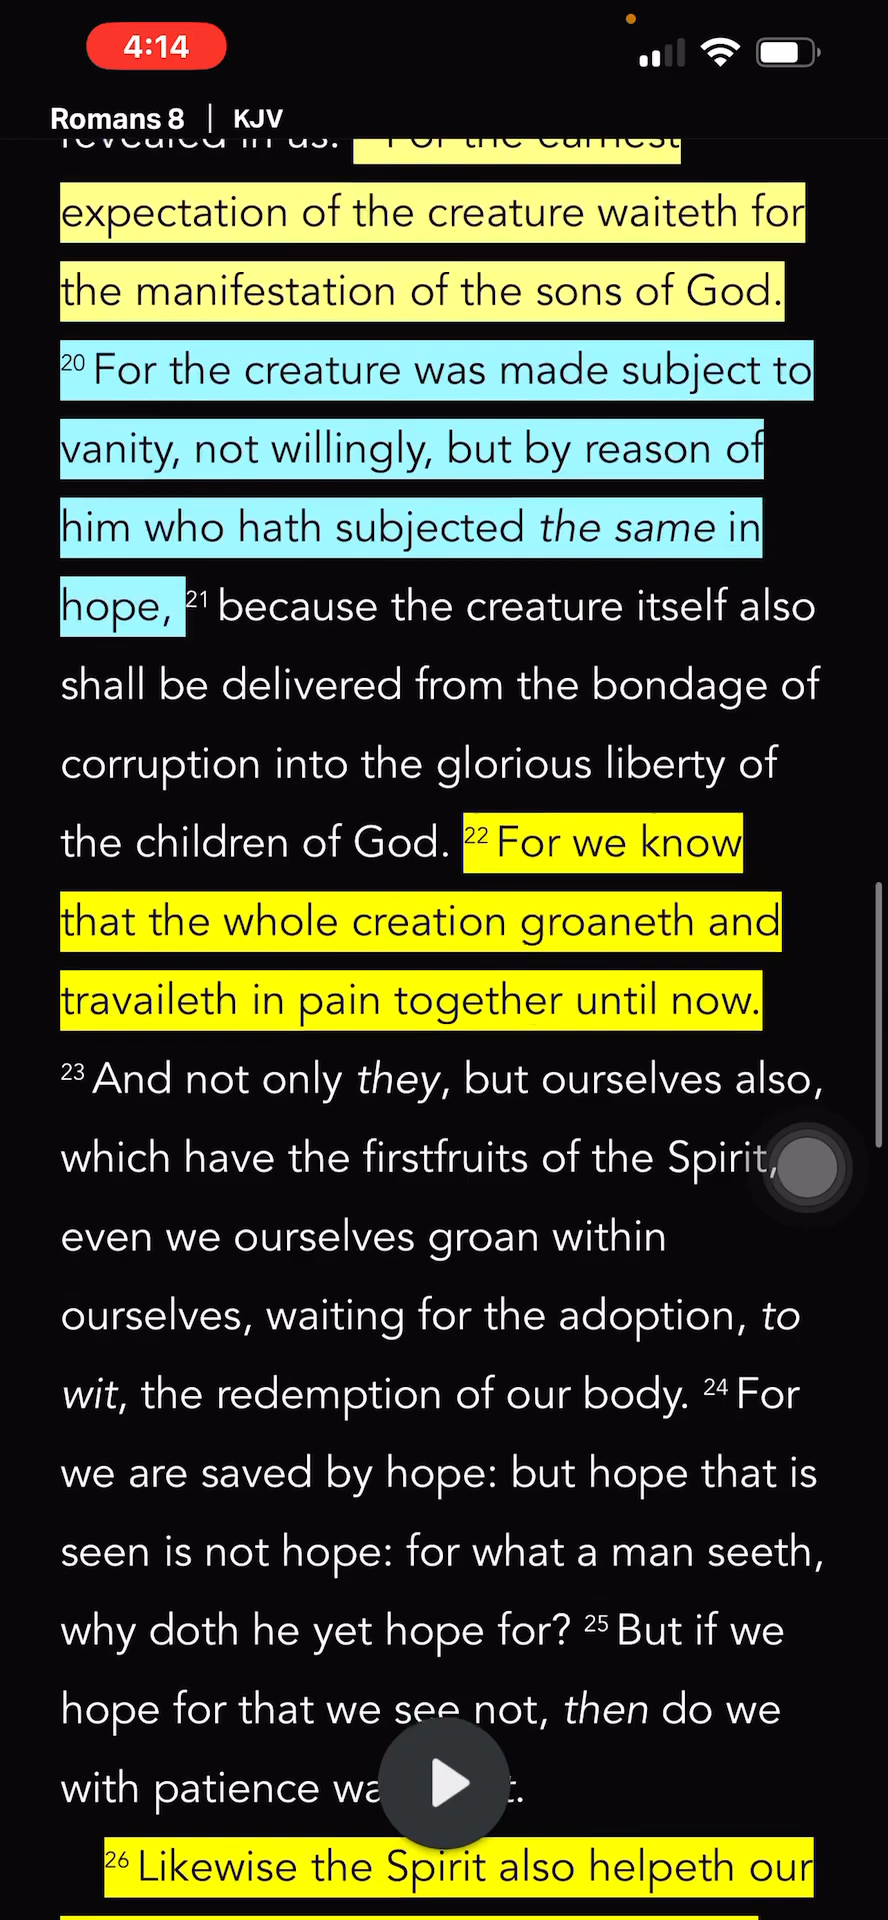 4:14
Romans 8 | KJV
revealed in us. For the earnest
expectation of the creature waiteth for
the manifestation of the sons of God.
20 For the creature was made subject to
vanity, not willingly, but by reason of
him who hath subjected the same in
hope, 21 because the creature itself also
shall be delivered from the bondage of
corruption into the glorious liberty of
the children of God. 22 For we know
that the whole creation groaneth and
travaileth in pain together until now.
23 And not only they, but ourselves also,
which have the firstfruits of the Spirit,
even we ourselves groan within
ourselves, waiting for the adoption, to
wit, the redemption of our body. 24 For
we are saved by hope: but hope that is
seen is not hope: for what a man seeth,
why doth he yet hope for? 25 But if we
hope for that we see not, then do we
with patience
26 Likewise the Spirit also helpeth our